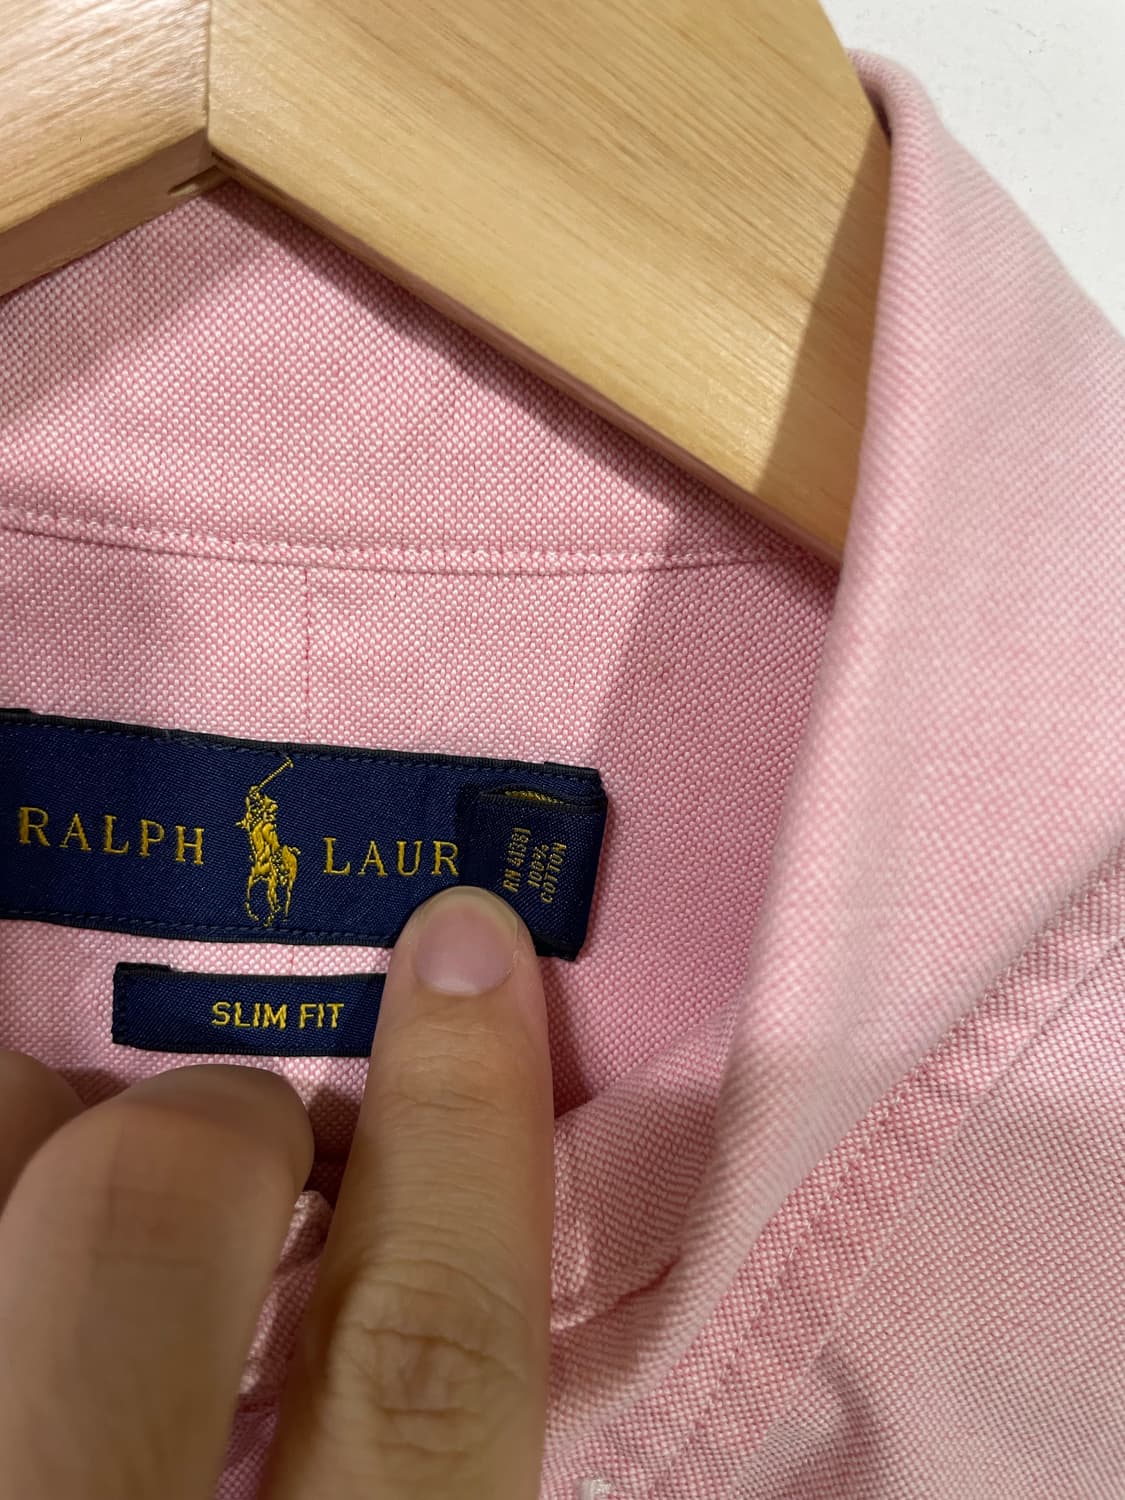 RALPH LAUR
RN 41381
100%
COTTON
SLIM FIT